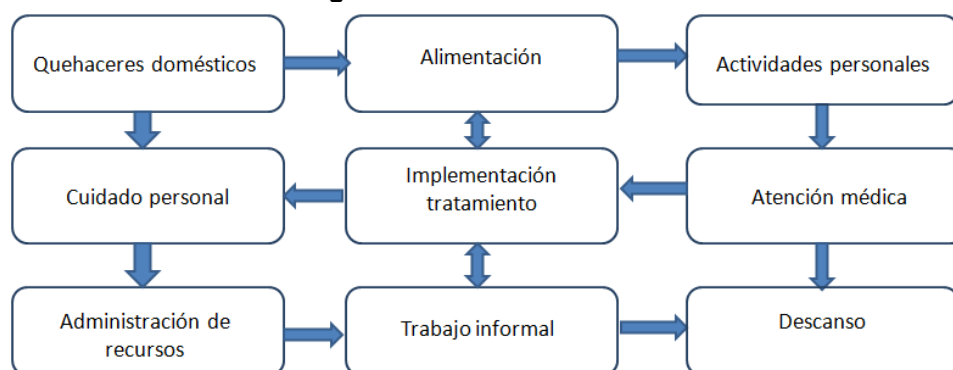 Quehaceres domésticos
Alimentación
Actividades personales
Cuidado personal
Implementación
tratamiento
Atención médica
Administración de
recursos
Trabajo informal
Descanso